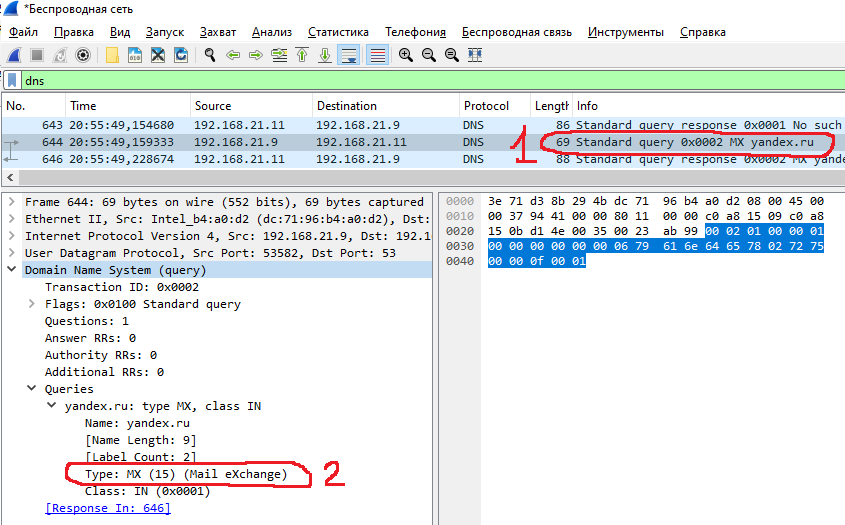 *Беспроводная сеть
Файл Правка Вид Запуск Захват Анализ Статистика Телефония Беспроводная связь Инструменты Справка
dns
No. Time Source Destination Protocol Length Info
643 20:55:49,154680 192.168.21.11 192.168.21.9 DNS 86 Standard query response 0x0001 No such
644 20:55:49,159333 192.168.21.9 192.168.21.11 DNS 69 Standard query 0x0002 MX yandex.ru
646 20:55:49,228674 192.168.21.11 192.168.21.9 DNS 88 Standard query response 0x0002 MX yand
1
Frame 644: 69 bytes on wire (552 bits), 69 bytes captured
Ethernet II, Src: Intel_b4:a0:d2 (dc:71:96:b4:a0:d2), Dst:
Internet Protocol Version 4, Src: 192.168.21.9, Dst: 192.16
User Datagram Protocol, Src Port: 53582, Dst Port: 53
Domain Name System (query)
Transaction ID: 0x0002
Flags: 0x0100 Standard query
Questions: 1
Answer RRs: 0
Authority RRs: 0
Additional RRs: 0
Queries
yandex.ru: type MX, class IN
Name: yandex.ru
[Name Length: 9]
[Label Count: 2]
Type: MX (15) (Mail eXchange)
2
Class: IN (0x0001)
[Response In: 646]
0000 3e 71 d3 8b 29 4b dc 71 96 b4 a0 d2 08 00 45 00
0010 00 37 94 41 00 00 80 11 00 00 c0 a8 15 09 c0 a8
0020 15 0b d1 4e 00 35 00 23 ab 99 00 02 01 00 00 01
0030 00 00 00 00 00 00 06 79 61 6e 64 65 78 02 72 75
0040 00 00 0f 00 01